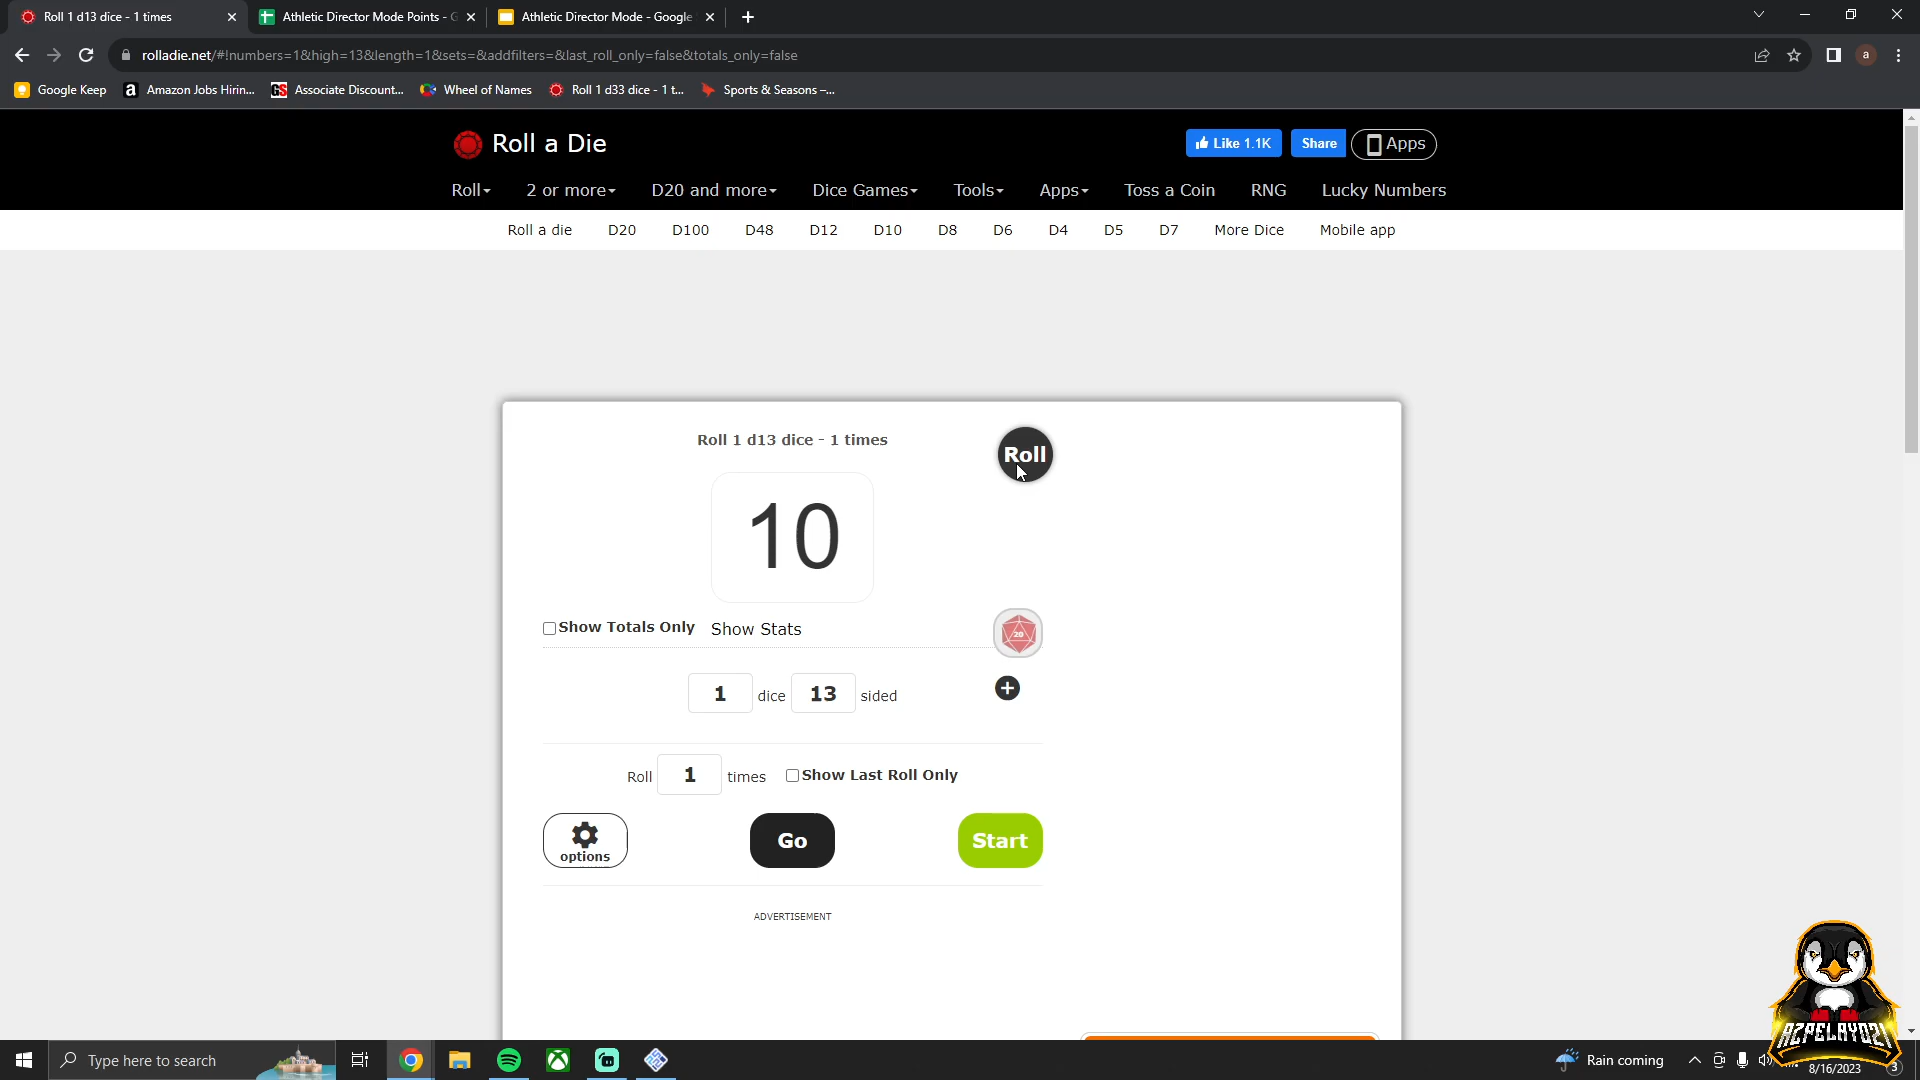 Roll 1 d13 dice - 1 times
Athletic Director Mode Points - G
Athletic Director Mode - Google
rolladie.net/#!numbers=1&high=13&length=1&sets=&addfilters=&last_roll_only=false&totals_only=false
a
Google Keep
a
Amazon Jobs Hirin...
GS
Associate Discount...
Wheel of Names
Roll 1 d33 dice - 1 t...
Sports & Seasons –...
Roll a Die
Like 1.1K
Share
Apps
Roll
2 or more
D20 and more
Dice Games
Tools
Apps
Toss a Coin
RNG
Lucky Numbers
Roll a die
D20
D100
D48
D12
D10
D8
D6
D4
D5
D7
More Dice
Mobile app
Roll 1 d13 dice - 1 times
Roll
10
Show Totals Only
Show Stats
20
1 dice 13 sided
Roll 1 times
Show Last Roll Only
options
Go
Start
ADVERTISEMENT
AZPELAYO21
Type here to search
Rain coming
8/16/2023
3